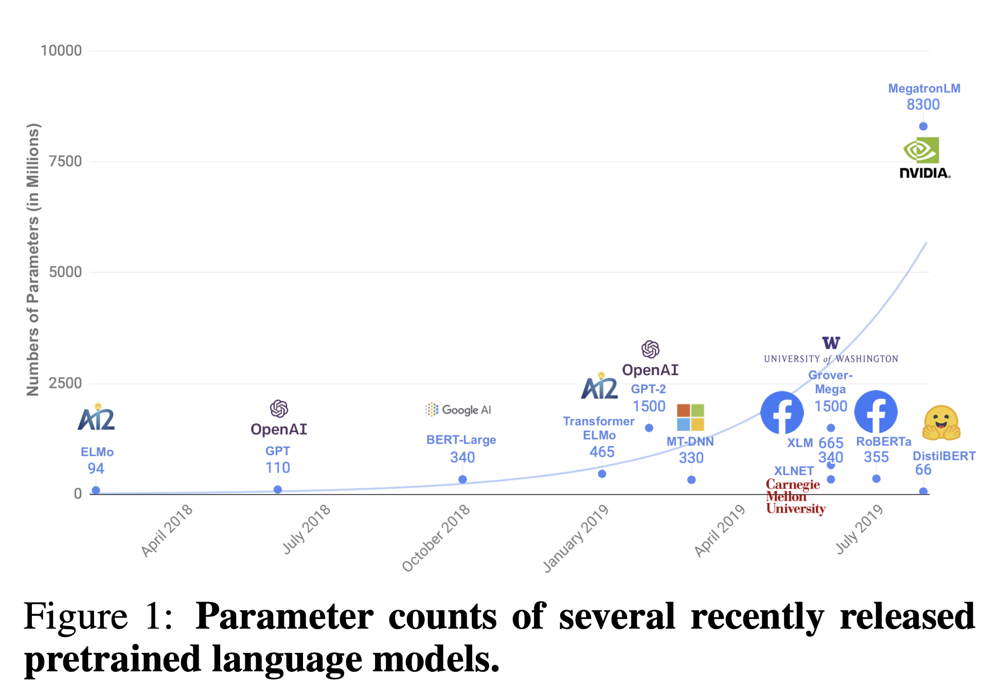 10000
7500
5000
2500
0
Numbers of Parameters (in Millions)
MegatronLM
8300
NVIDIA.
AI2
ELMo
94
OpenAI
GPT
110
Google AI
BERT-Large
340
AI2
Transformer
ELMo
465
OpenAI
GPT-2
1500
MT-DNN
330
W
UNIVERSITY of WASHINGTON
Grover-
Mega
1500
f
XLM 665
340
XLNET
Carnegie
Mellon
University
f
RoBERTa
355
DistilBERT
66
April 2018
July 2018
October 2018
January 2019
April 2019
July 2019
Figure 1: Parameter counts of several recently released
pretrained language models.